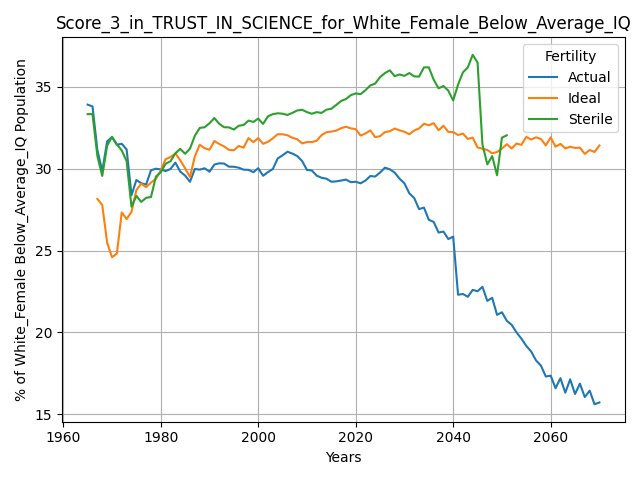 Score_3_in_TRUST_IN_SCIENCE_for_White_Female_Below_Average_IQ
% of White_Female Below_Average_IQ Population
35
30
25
20
15
Fertility
Actual
Ideal
Sterile
1960 1980 2000 2020 2040 2060
Years